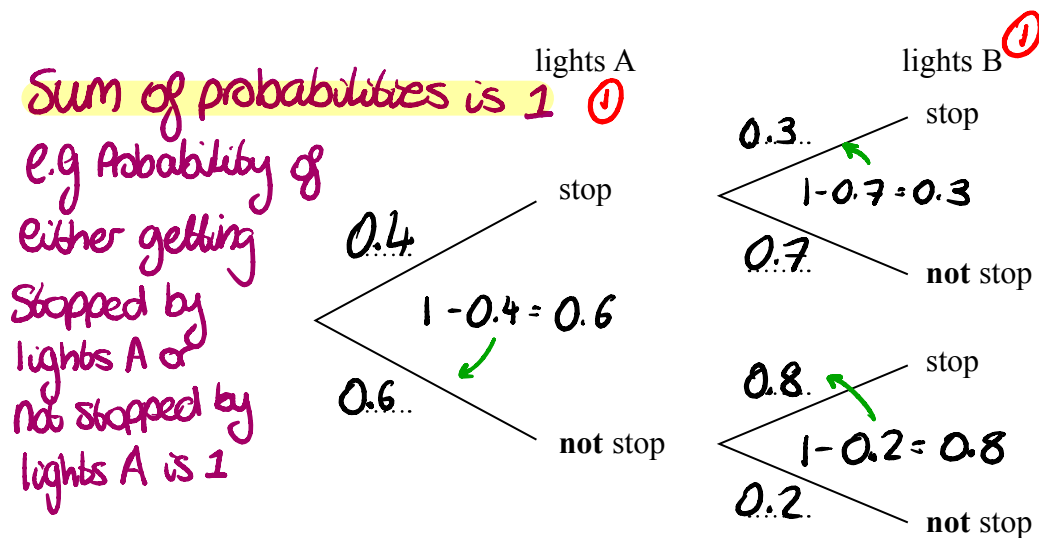 lights A
lights B
①
Sum of probabilities is 1 ①
e.g Probability of
either getting
stopped by
lights A or
not stopped by
lights A is 1
stop
0.4
1 - 0.4 = 0.6
0.6
not stop
stop
0.3
1 - 0.7 = 0.3
0.7
not stop
stop
0.8
1 - 0.2 = 0.8
0.2
not stop